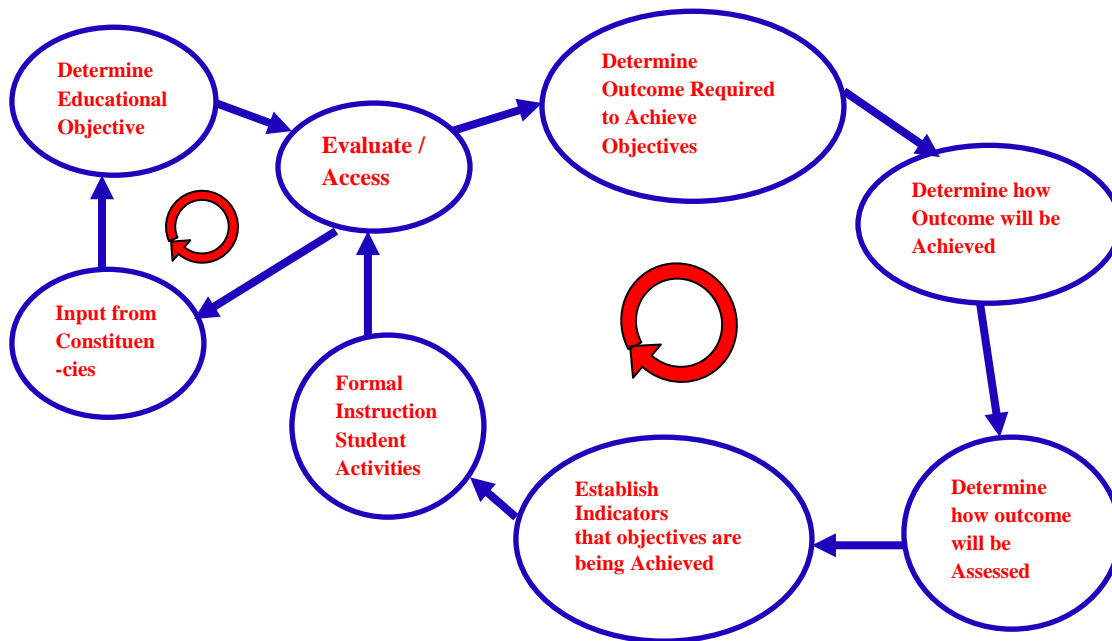 Determine
Educational
Objective
Evaluate /
Access
Determine
Outcome Required
to Achieve
Objectives
Determine how
Outcome will be
Achieved
Input from
Constituen
-cies
Formal
Instruction
Student
Activities
Establish
Indicators
that objectives are
being Achieved
Determine
how outcome
will be
Assessed